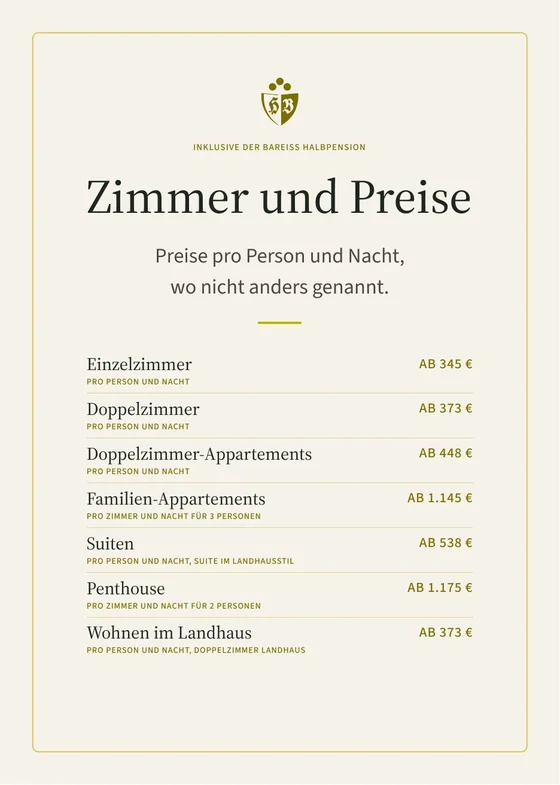 HB
INKLUSIVE DER BAREISS HALBPENSION
Zimmer und Preise
Preise pro Person und Nacht,
wo nicht anders genannt.
Einzelzimmer AB 345 €
PRO PERSON UND NACHT
Doppelzimmer AB 373 €
PRO PERSON UND NACHT
Doppelzimmer-Appartements AB 448 €
PRO PERSON UND NACHT
Familien-Appartements AB 1.145 €
PRO ZIMMER UND NACHT FÜR 3 PERSONEN
Suiten AB 538 €
PRO PERSON UND NACHT, SUITE IM LANDHAUSSTIL
Penthouse AB 1.175 €
PRO ZIMMER UND NACHT FÜR 2 PERSONEN
Wohnen im Landhaus AB 373 €
PRO PERSON UND NACHT, DOPPELZIMMER LANDHAUS